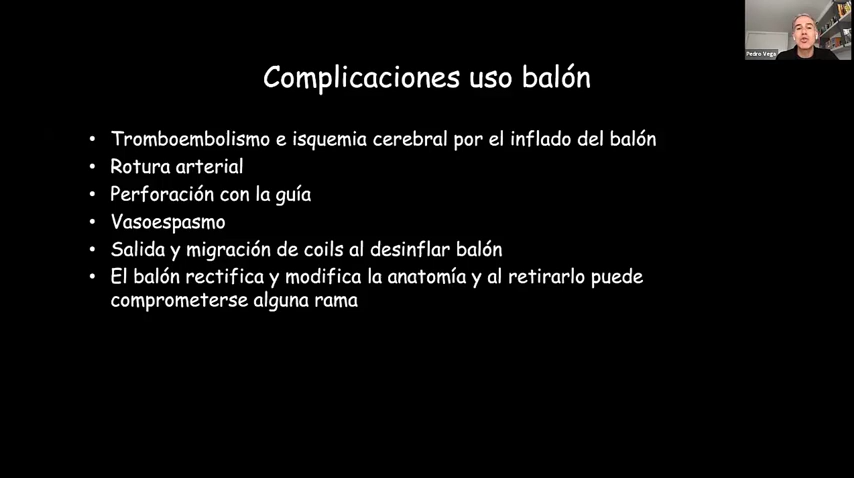 Pedro Vega
Complicaciones uso balón
• Tromboembolismo e isquemia cerebral por el inflado del balón
• Rotura arterial
• Perforación con la guía
• Vasoespasmo
• Salida y migración de coils al desinflar balón
• El balón rectifica y modifica la anatomía y al retirarlo puede
comprometerse alguna rama